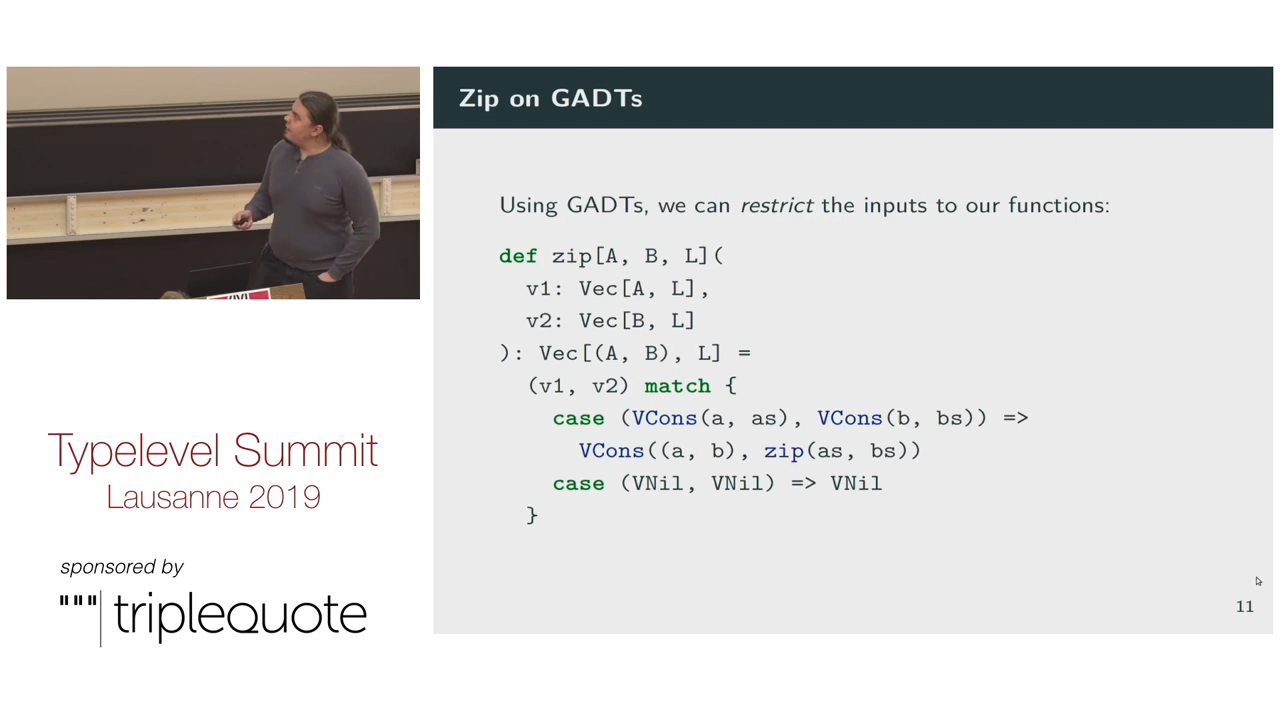 Zip on GADTs
Using GADTs, we can restrict the inputs to our functions:
def zip[A, B, L](
v1: Vec[A, L],
v2: Vec[B, L]
): Vec[(A, B), L] =
(v1, v2) match {
case (VCons(a, as), VCons(b, bs)) =>
VCons((a, b), zip(as, bs))
case (VNil, VNil) => VNil
}
11
Typelevel Summit
Lausanne 2019
sponsored by
"""|triplequote